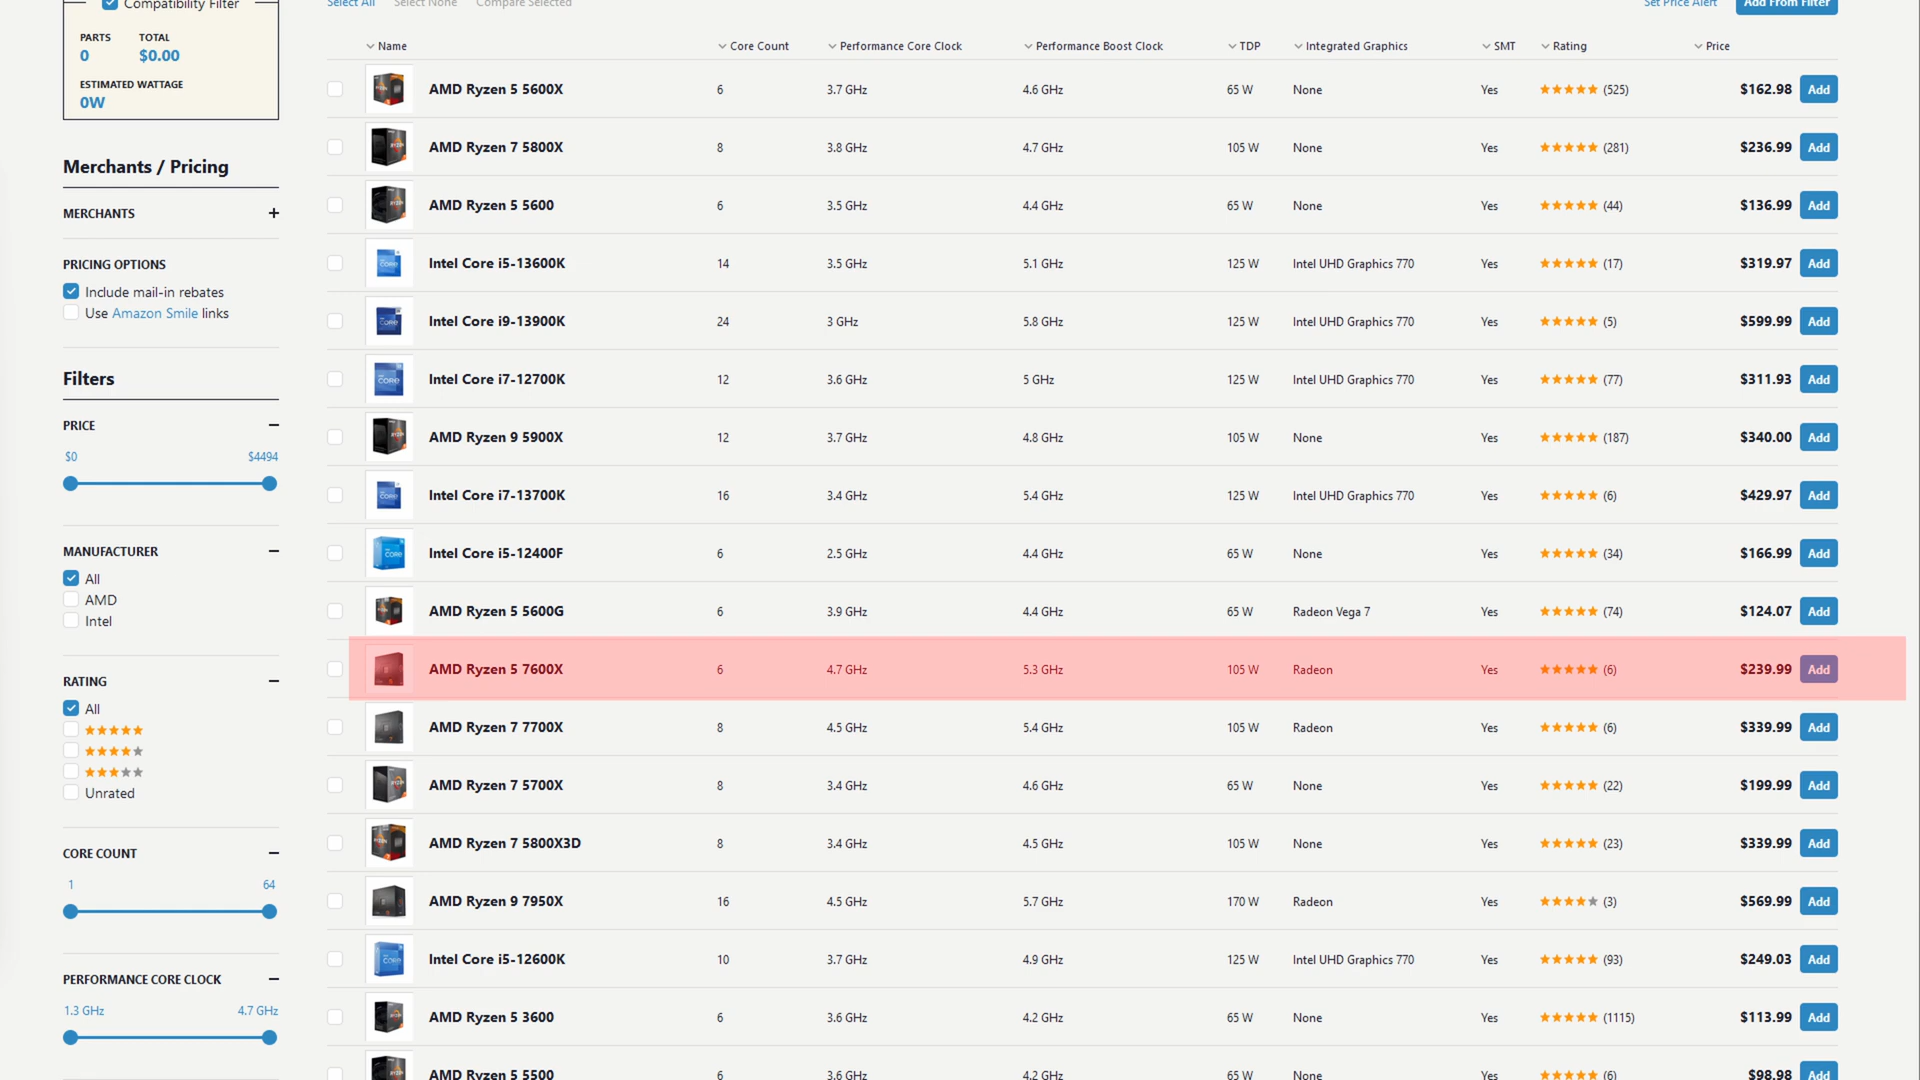 Compatibility Filter
PARTS TOTAL
0 $0.00
ESTIMATED WATTAGE
0W
Merchants / Pricing
MERCHANTS +
PRICING OPTIONS
Include mail-in rebates
Use Amazon Smile links
Filters
PRICE
$0 $4494
MANUFACTURER
All
AMD
Intel
RATING
All
Unrated
CORE COUNT
1 64
PERFORMANCE CORE CLOCK
1.3 GHz 4.7 GHz
Select All Select None Compare Selected Set Price Alert Add From Filter
Name Core Count Performance Core Clock Performance Boost Clock TDP Integrated Graphics SMT Rating Price
AMD Ryzen 5 5600X 6 3.7 GHz 4.6 GHz 65 W None Yes (525) $162.98 Add
AMD Ryzen 7 5800X 8 3.8 GHz 4.7 GHz 105 W None Yes (281) $236.99 Add
AMD Ryzen 5 5600 6 3.5 GHz 4.4 GHz 65 W None Yes (44) $136.99 Add
Intel Core i5-13600K 14 3.5 GHz 5.1 GHz 125 W Intel UHD Graphics 770 Yes (17) $319.97 Add
Intel Core i9-13900K 24 3 GHz 5.8 GHz 125 W Intel UHD Graphics 770 Yes (5) $599.99 Add
Intel Core i7-12700K 12 3.6 GHz 5 GHz 125 W Intel UHD Graphics 770 Yes (77) $311.93 Add
AMD Ryzen 9 5900X 12 3.7 GHz 4.8 GHz 105 W None Yes (187) $340.00 Add
Intel Core i7-13700K 16 3.4 GHz 5.4 GHz 125 W Intel UHD Graphics 770 Yes (6) $429.97 Add
Intel Core i5-12400F 6 2.5 GHz 4.4 GHz 65 W None Yes (34) $166.99 Add
AMD Ryzen 5 5600G 6 3.9 GHz 4.4 GHz 65 W Radeon Vega 7 Yes (74) $124.07 Add
AMD Ryzen 5 7600X 6 4.7 GHz 5.3 GHz 105 W Radeon Yes (6) $239.99 Add
AMD Ryzen 7 7700X 8 4.5 GHz 5.4 GHz 105 W Radeon Yes (6) $339.99 Add
AMD Ryzen 7 5700X 8 3.4 GHz 4.6 GHz 65 W None Yes (22) $199.99 Add
AMD Ryzen 7 5800X3D 8 3.4 GHz 4.5 GHz 105 W None Yes (23) $339.99 Add
AMD Ryzen 9 7950X 16 4.5 GHz 5.7 GHz 170 W Radeon Yes (3) $569.99 Add
Intel Core i5-12600K 10 3.7 GHz 4.9 GHz 125 W Intel UHD Graphics 770 Yes (93) $249.03 Add
AMD Ryzen 5 3600 6 3.6 GHz 4.2 GHz 65 W None Yes (1115) $113.99 Add
AMD Ryzen 5 5500 6 3.6 GHz 4.2 GHz 65 W None Yes (6) $98.98 Add